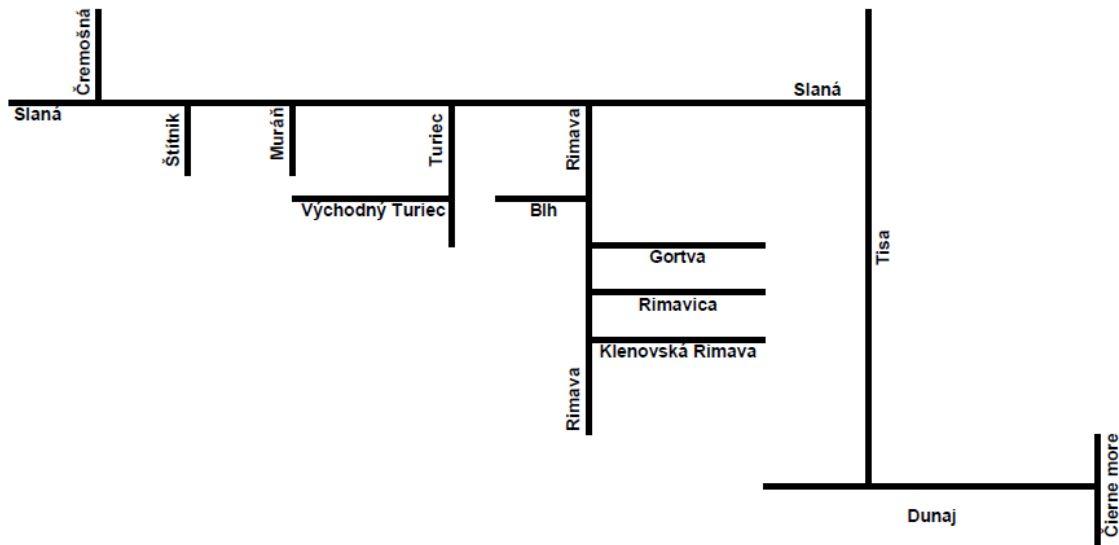 Čremošná
Slaná
Slaná
Štítnik
Muráň
Turiec
Rimava
Východný Turiec
Blh
Gortva
Tisa
Rimavica
Klenovská Rimava
Rimava
Čierne more
Dunaj